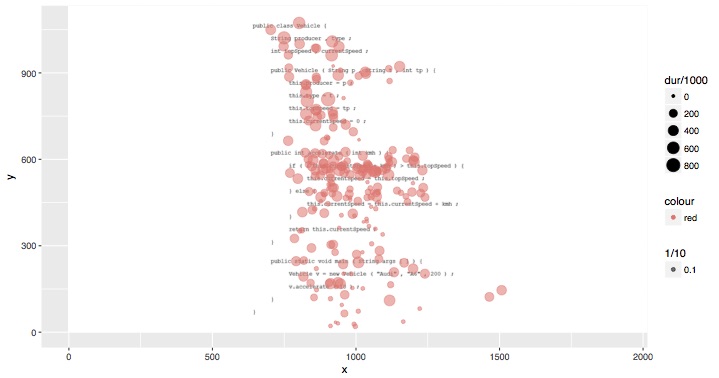 public class Vehicle {
String producer , type ;
int topSpeed , currentSpeed ;
public Vehicle ( String p , String t , int tp ) {
this.producer = p
this.type = t ;
this.topSpeed = tp ;
this.currentSpeed = 0 ;
}
public int accelerate ( int kmh ) {
if ( > this.topSpeed ) {
this.currentSpeed = this.topSpeed ;
} else {
this.currentSpeed = this.currentSpeed + kmh ;
}
return this.currentSpeed ;
}
public static void main ( String args [ ] ) {
Vehicle v = new Vehicle ( "Audi" , "A6" , 200 ) ;
v.accelerate
}
}
900
600
300
0
y
0
500
1000
1500
2000
x
dur/1000
0
200
400
600
800
colour
red
1/10
0.1